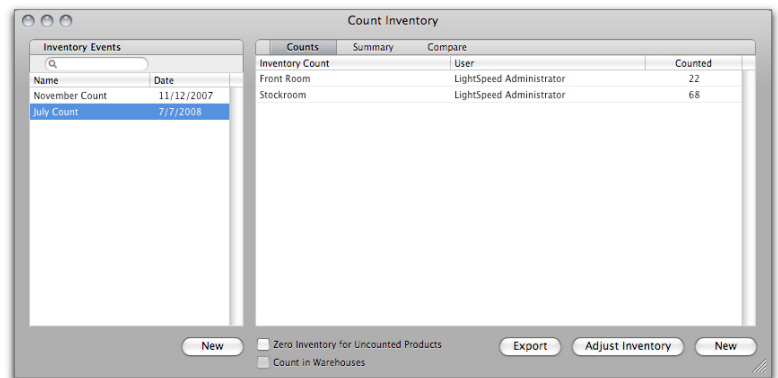 Count Inventory
Inventory Events
Name Date
November Count 11/12/2007
July Count 7/7/2008
New
Counts Summary Compare
Inventory Count User Counted
Front Room LightSpeed Administrator 22
Stockroom LightSpeed Administrator 68
Zero Inventory for Uncounted Products
Count in Warehouses
Export Adjust Inventory New